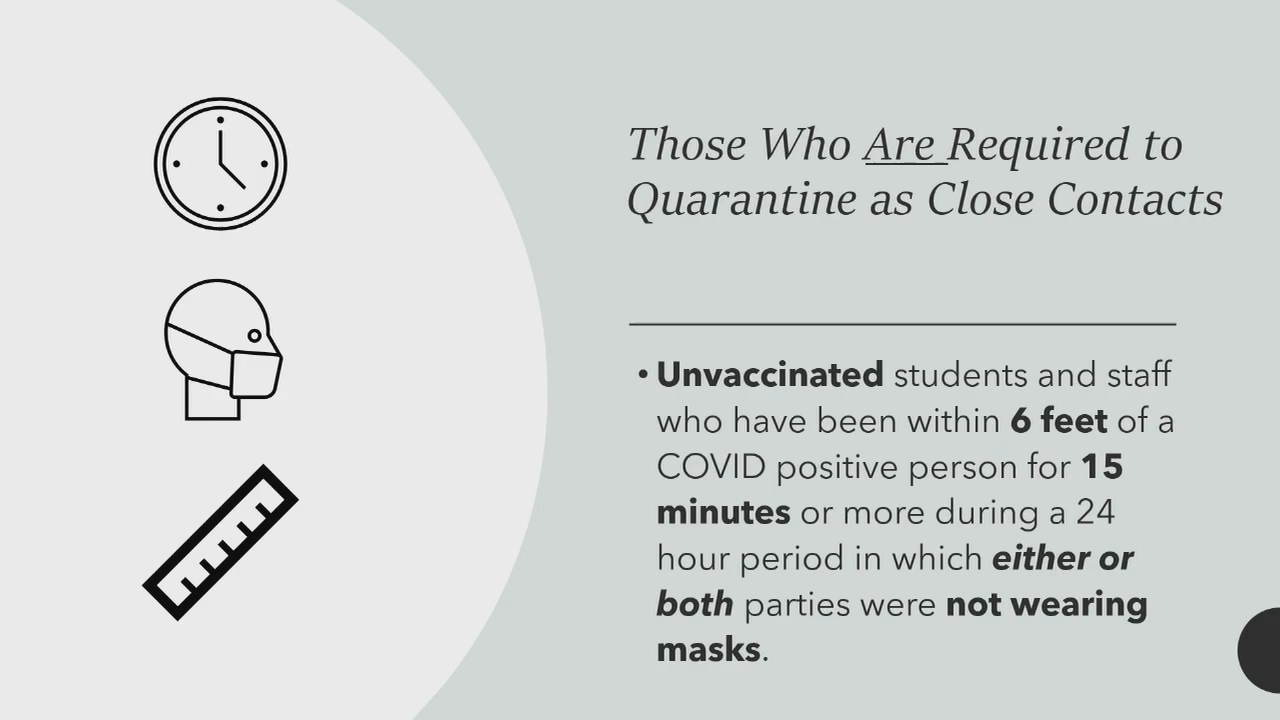 Those Who Are Required to
Quarantine as Close Contacts
• Unvaccinated students and staff
who have been within 6 feet of a
COVID positive person for 15
minutes or more during a 24
hour period in which either or
both parties were not wearing
masks.